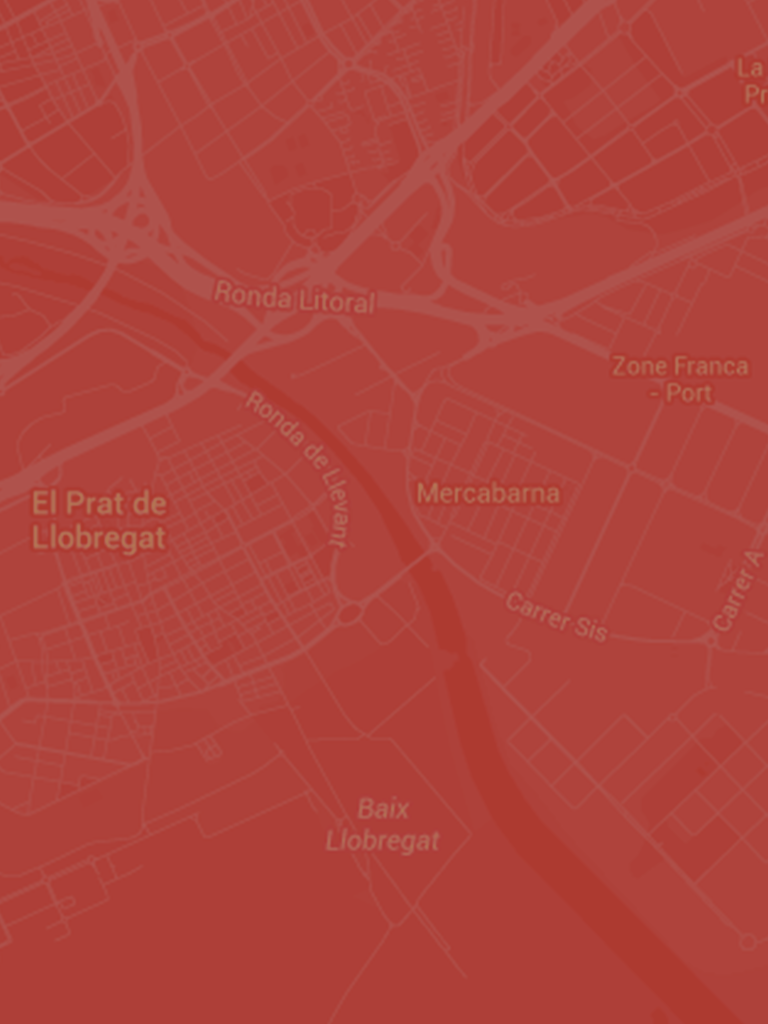 La
Pr
Ronda Litoral
Zone Franca
- Port
Ronda de Llevant
Mercabarna
El Prat de
Llobregat
Carrer A
Carrer Sis
Baix
Llobregat